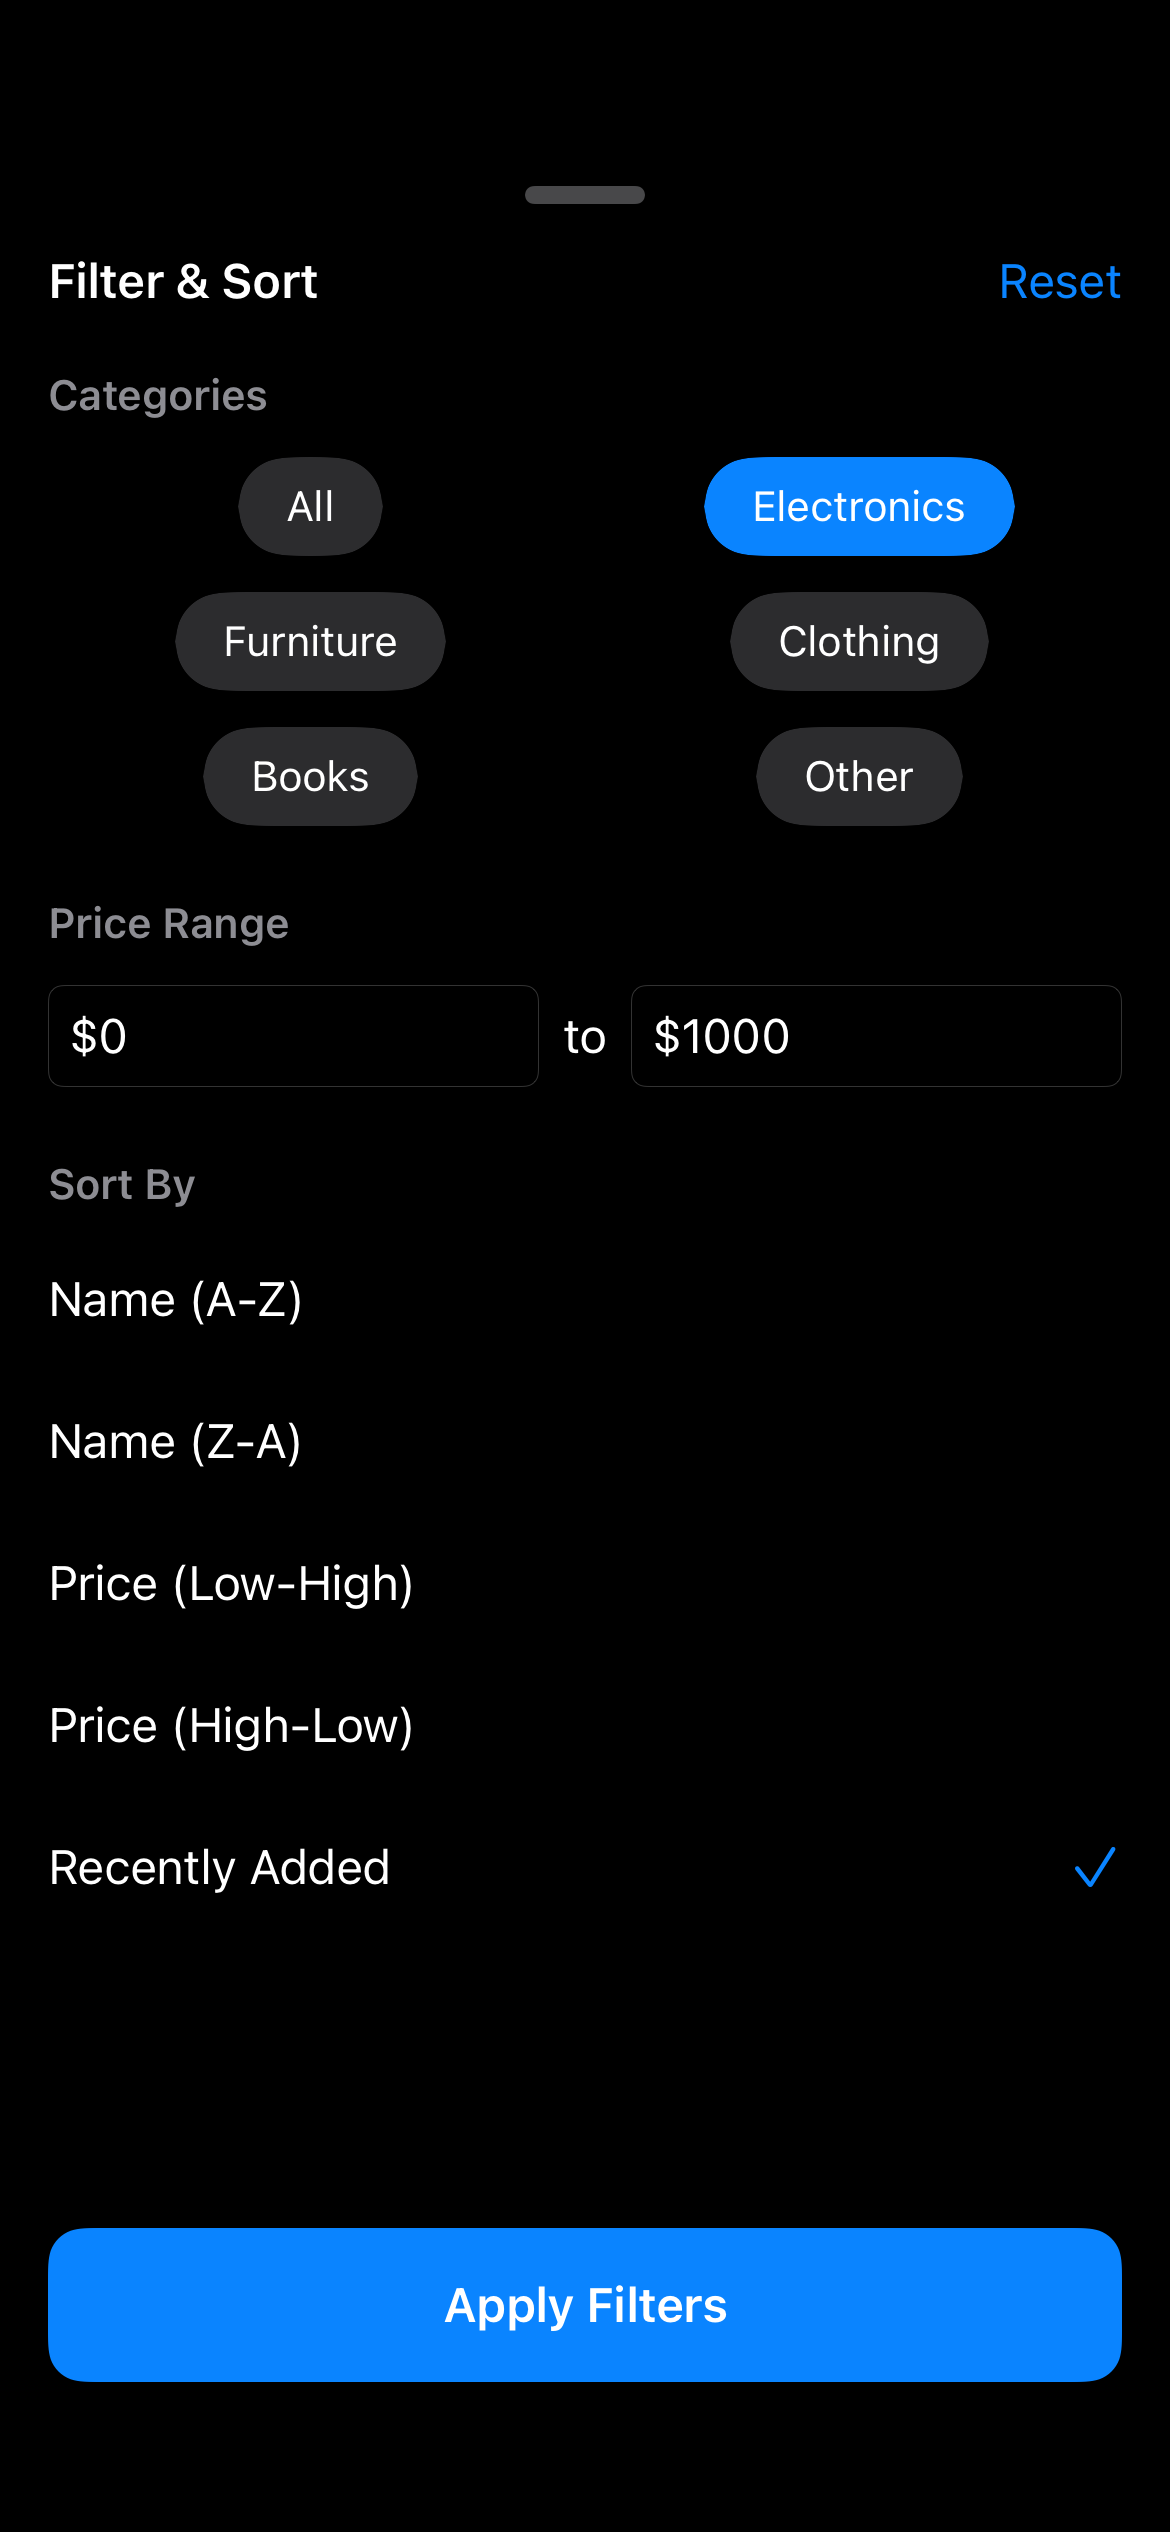 Filter & Sort
Reset
Categories
All
Electronics
Furniture
Clothing
Books
Other
Price Range
$0 to $1000
Sort By
Name (A-Z)
Name (Z-A)
Price (Low-High)
Price (High-Low)
Recently Added
Apply Filters